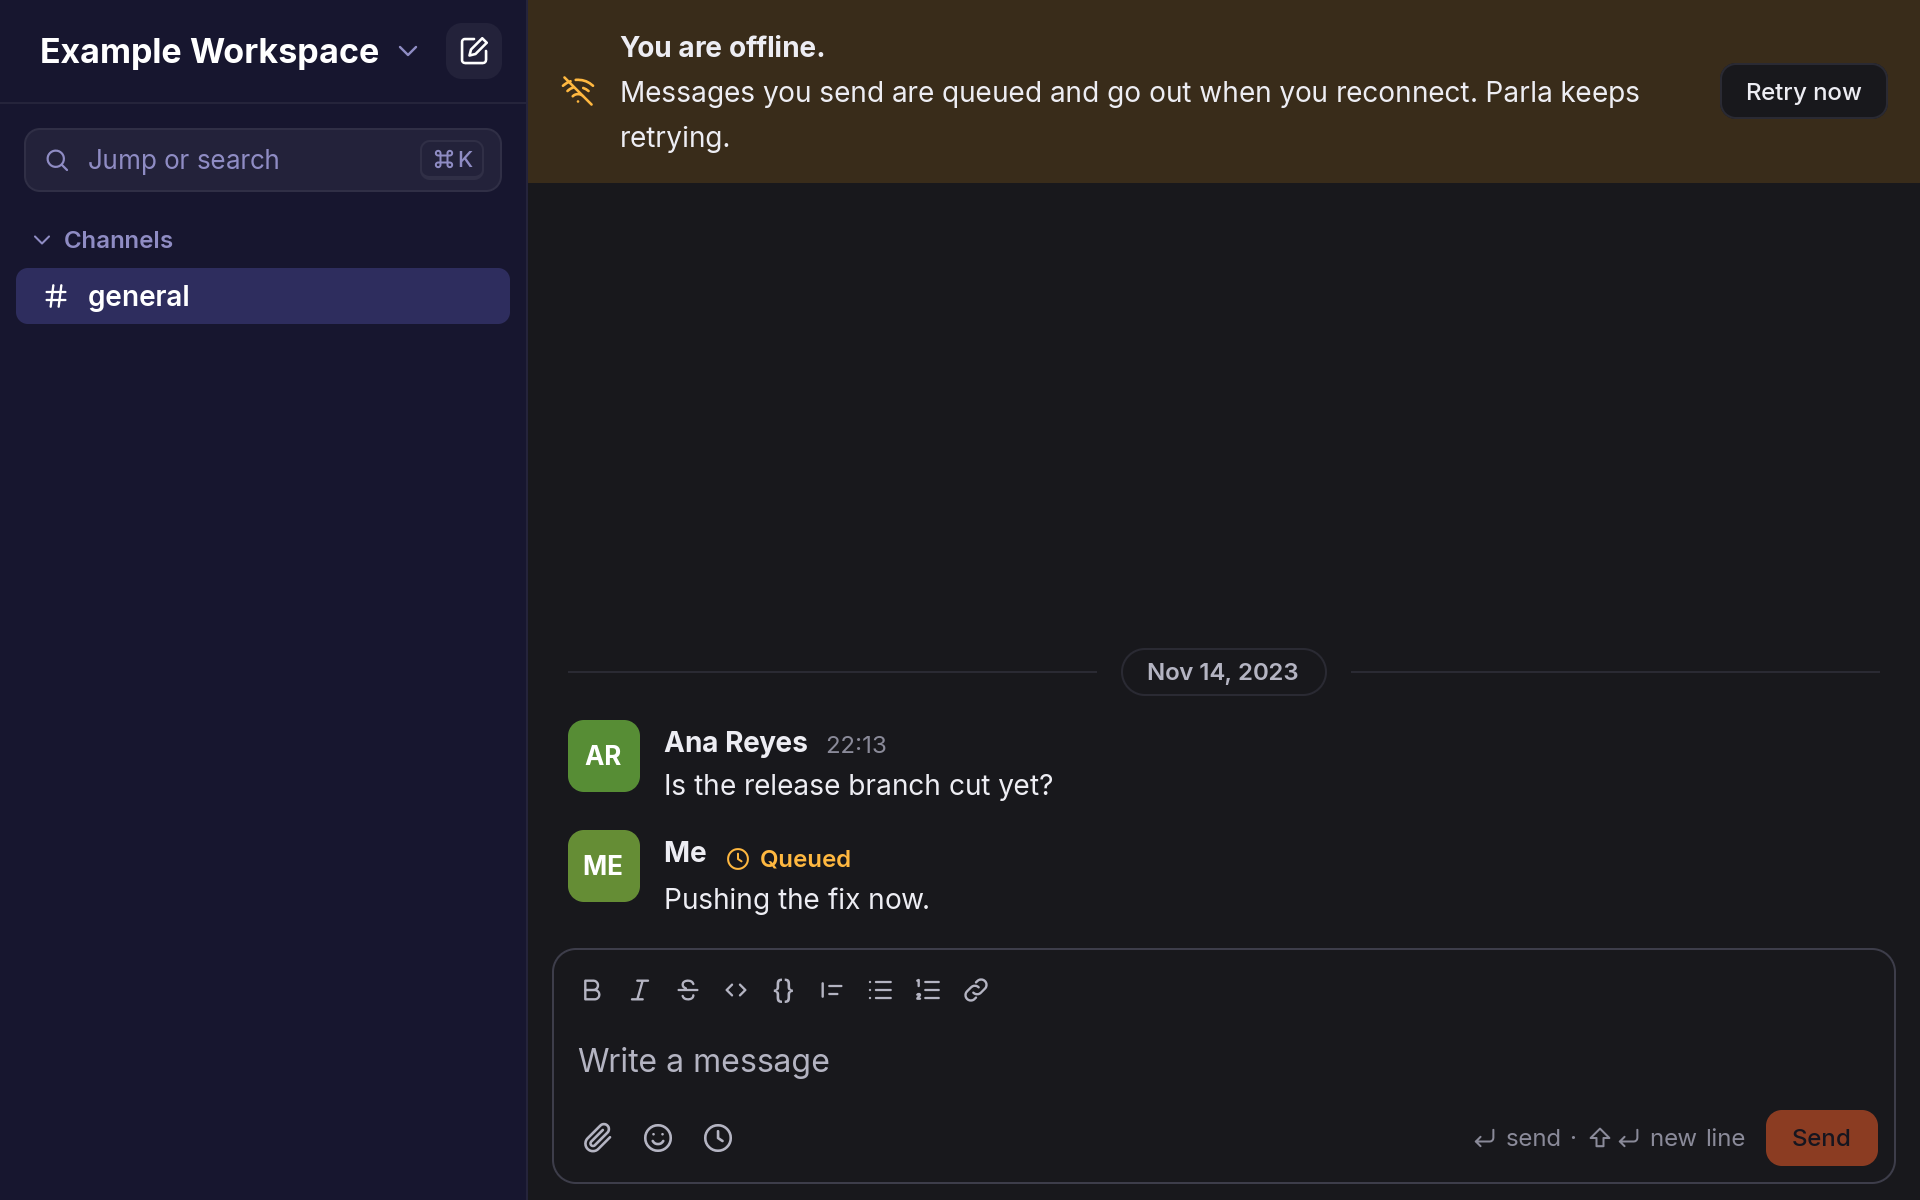 Example Workspace
Jump or search
⌘K
Channels
general
You are offline.
Messages you send are queued and go out when you reconnect. Parla keeps
retrying.
Retry now
Nov 14, 2023
AR
Ana Reyes 22:13
Is the release branch cut yet?
ME
Me Queued
Pushing the fix now.
Write a message
send · new line
Send